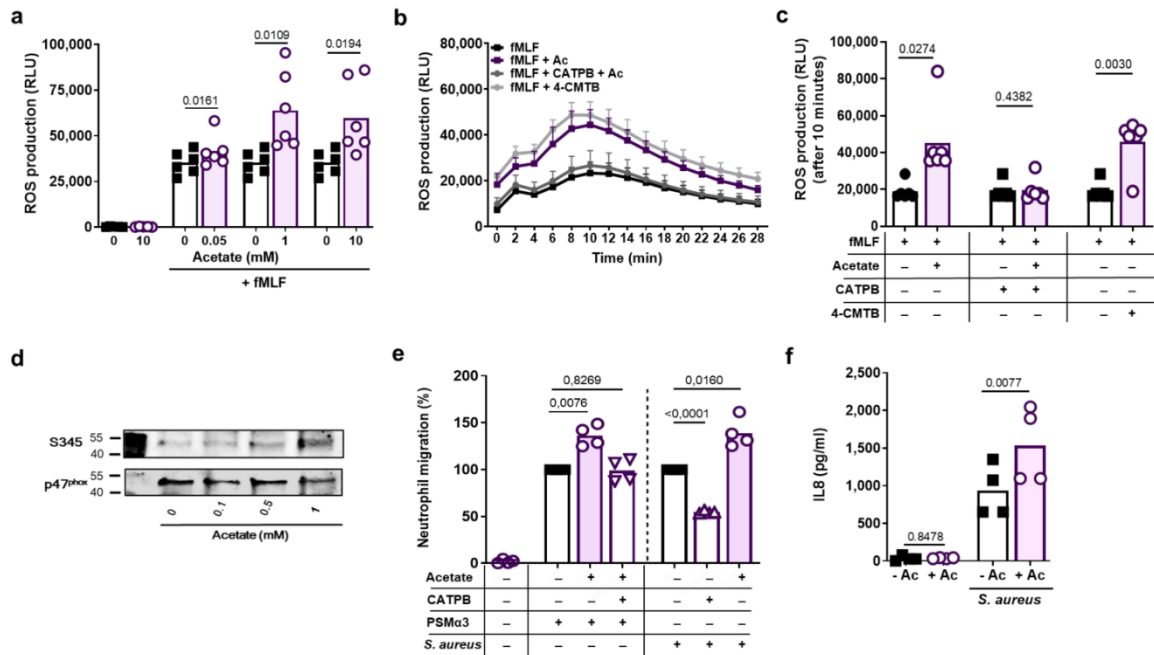 a
ROS production (RLU)
100,000
75,000
50,000
25,000
0
0.0161
0.0109
0.0194
0 10 0 0.05 0 1 0 10
Acetate (mM)
+ fMLF
b
ROS production (RLU)
80,000
60,000
40,000
20,000
0
fMLF
fMLF + Ac
fMLF + CATPB + Ac
fMLF + 4-CMTB
0 2 4 6 8 10 12 14 16 18 20 22 24 26 28
Time (min)
c
ROS production (RLU)
(after 10 minutes)
100,000
80,000
60,000
40,000
20,000
0
0.0274
0.4382
0.0030
fMLF + + + + + +
Acetate – + – + – –
CATPB – – + + – –
4-CMTB – – – – – +
d
S345
55
40
p47phox
55
40
0 0,1 0,5 1
Acetate (mM)
e
Neutrophil migration (%)
200
150
100
50
0
0,8269
0,0076
0,0160
<0,0001
Acetate – – + + – – +
CATPB – – – + – + –
PSMα3 – + + + – – –
S. aureus – – – – + + +
f
IL8 (pg/ml)
2,500
2,000
1,500
1,000
500
0
0.8478
0.0077
- Ac + Ac - Ac + Ac
S. aureus